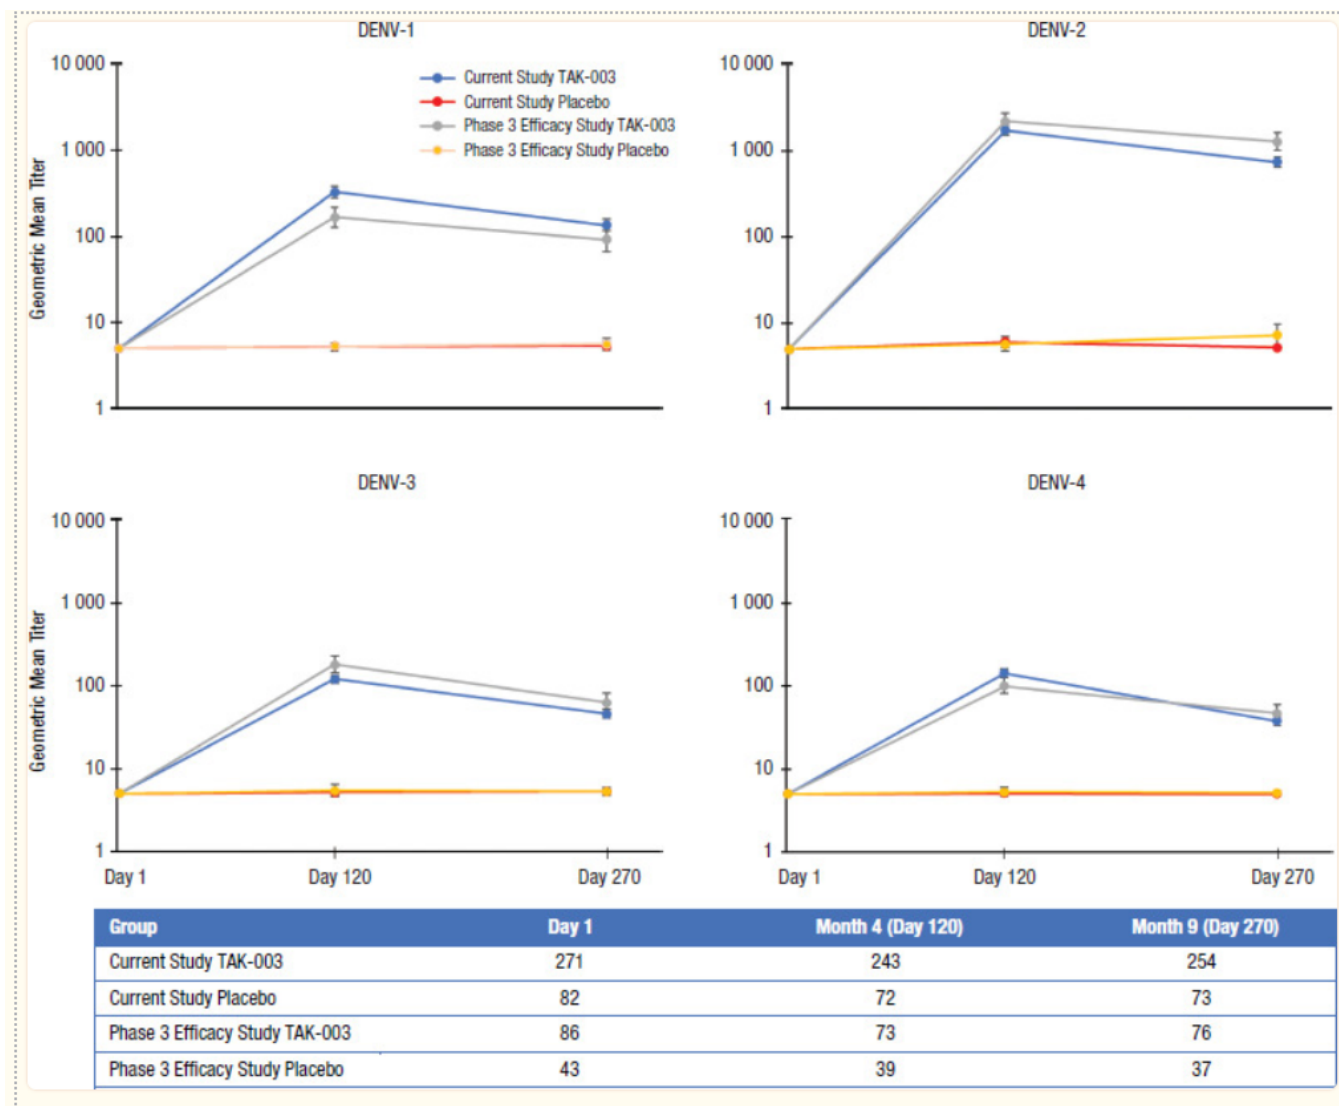 DENV-1
10 000
1 000
100
10
1
Geometric Mean Titer
Current Study TAK-003
Current Study Placebo
Phase 3 Efficacy Study TAK-003
Phase 3 Efficacy Study Placebo
DENV-2
10 000
1 000
100
10
1
DENV-3
10 000
1 000
100
10
1
Geometric Mean Titer
Day 1 Day 120 Day 270
DENV-4
10 000
1 000
100
10
1
Day 1 Day 120 Day 270
Group Day 1 Month 4 (Day 120) Month 9 (Day 270)
Current Study TAK-003 271 243 254
Current Study Placebo 82 72 73
Phase 3 Efficacy Study TAK-003 86 73 76
Phase 3 Efficacy Study Placebo 43 39 37